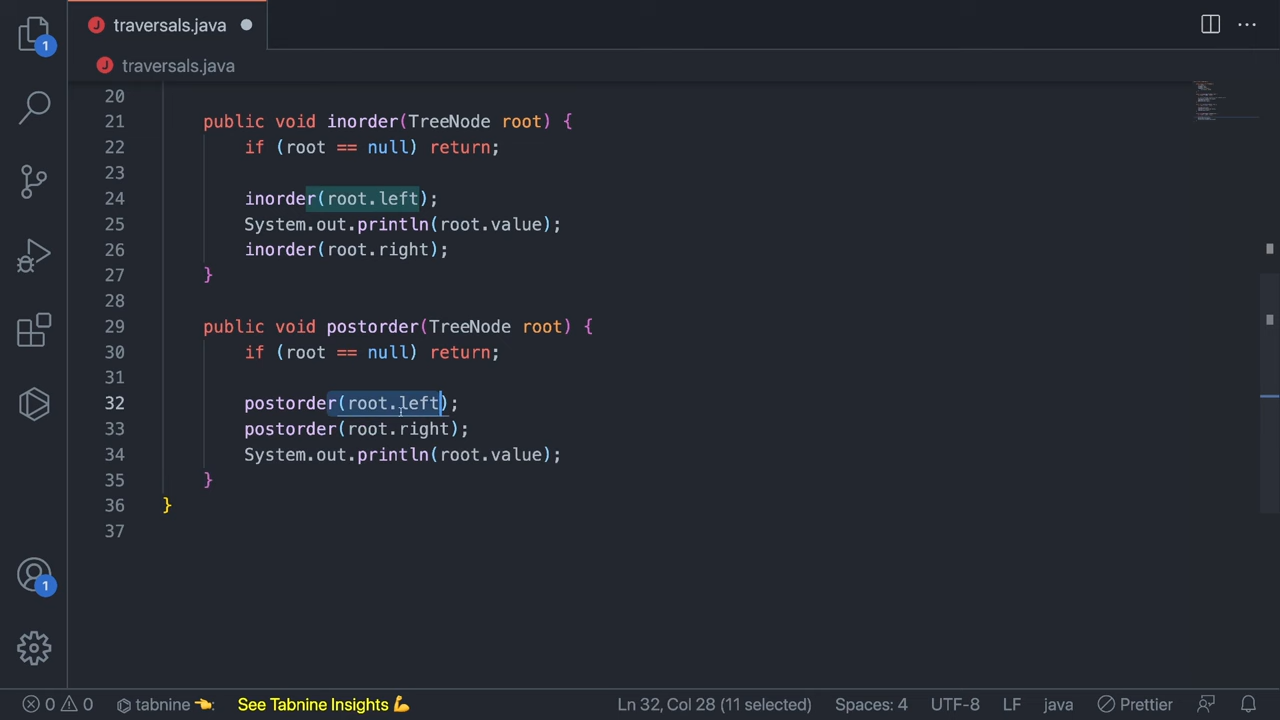 1
traversals.java
traversals.java
20
21 public void inorder(TreeNode root) {
22 if (root == null) return;
23
24 inorder(root.left);
25 System.out.println(root.value);
26 inorder(root.right);
27 }
28
29 public void postorder(TreeNode root) {
30 if (root == null) return;
31
32 postorder(root.left);
33 postorder(root.right);
34 System.out.println(root.value);
35 }
36 }
37
1
0 0 tabnine 👈: See Tabnine Insights 💪 Ln 32, Col 28 (11 selected) Spaces: 4 UTF-8 LF java Prettier